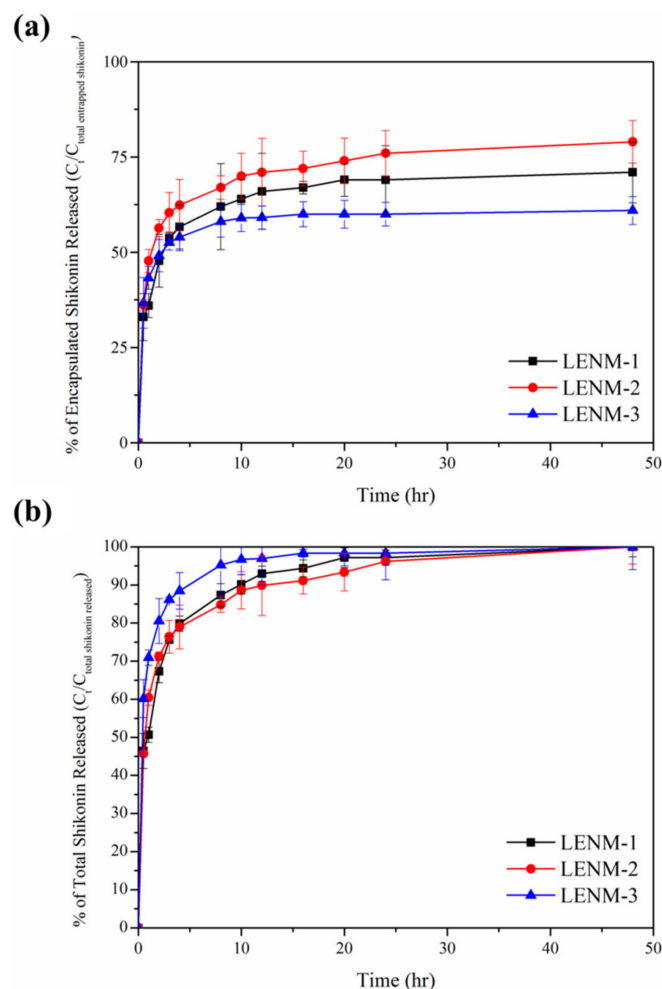 (a)
% of Encapsulated Shikonin Released (Ct/Ctotal entrapped shikonin)
100
75
50
25
0
LENM-1
LENM-2
LENM-3
0 10 20 30 40 50
Time (hr)
(b)
% of Total Shikonin Released (Ct/Ctotal shikonin released)
100
90
80
70
60
50
40
30
20
10
0
LENM-1
LENM-2
LENM-3
0 10 20 30 40 50
Time (hr)